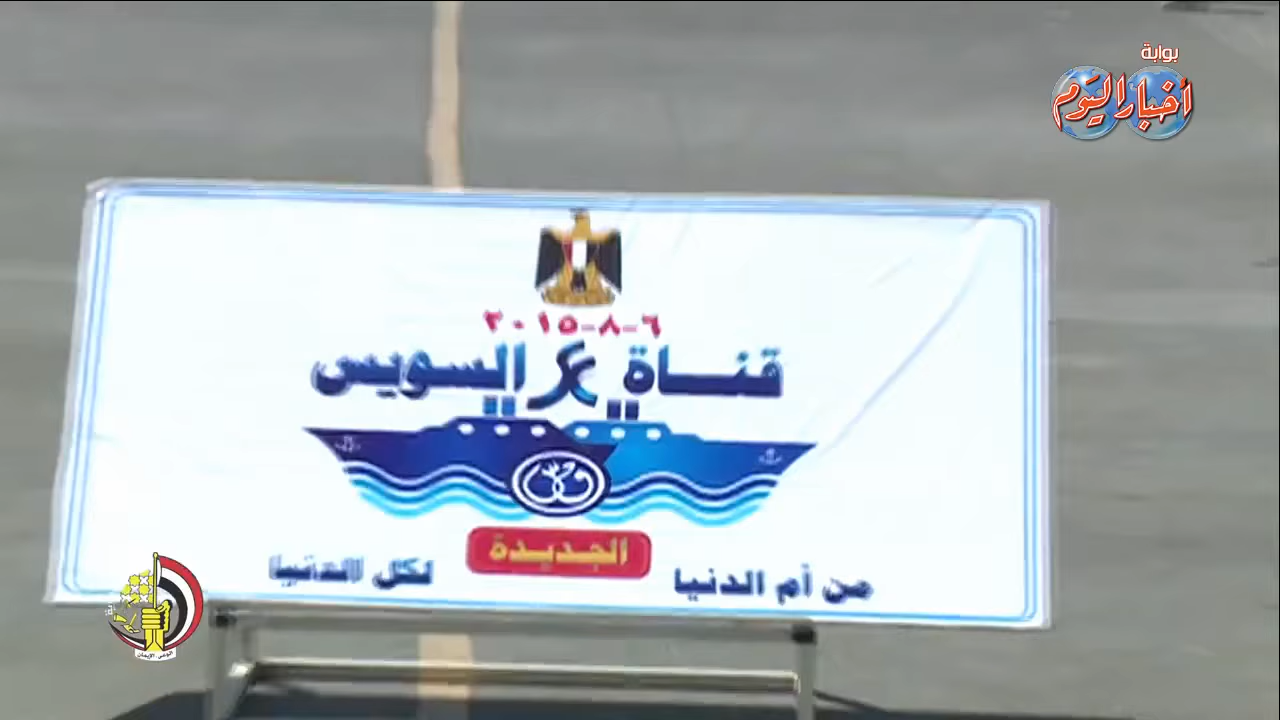 بوابة
أخبار اليوم
٦-٨-٢٠١٥
قناة السويس
الجديدة
من أم الدنيا
لكل الدنيا